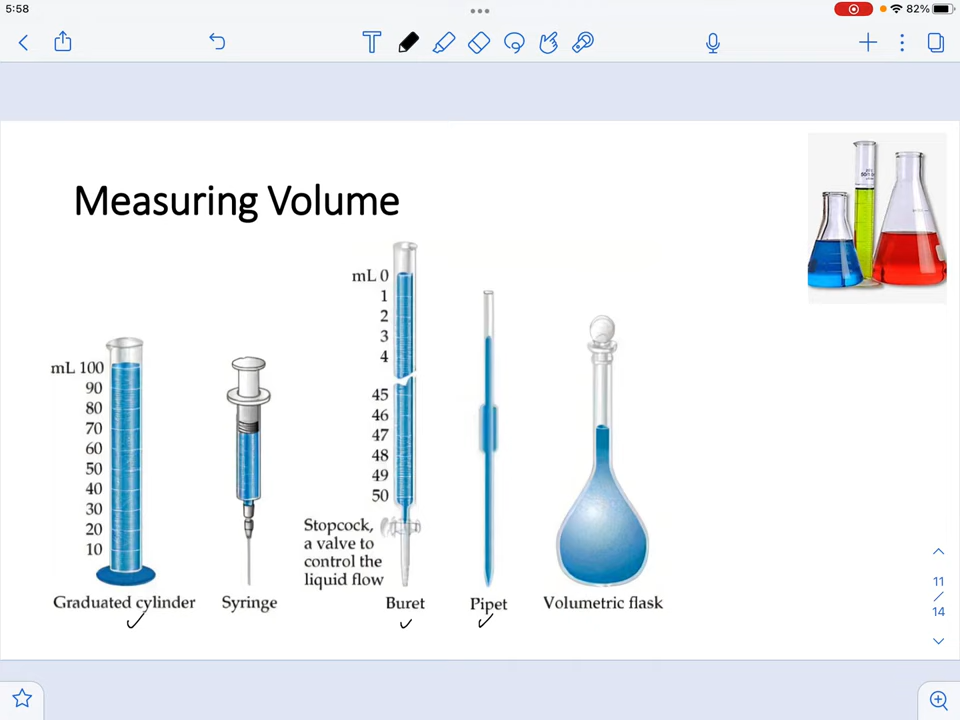 5:58
82%
Measuring Volume
mL 0
1
2
3
4
45
46
47
48
49
50
mL 100
90
80
70
60
50
40
30
20
10
Stopcock,
a valve to
control the
liquid flow
Graduated cylinder
Syringe
Buret
Pipet
Volumetric flask
11
/
14